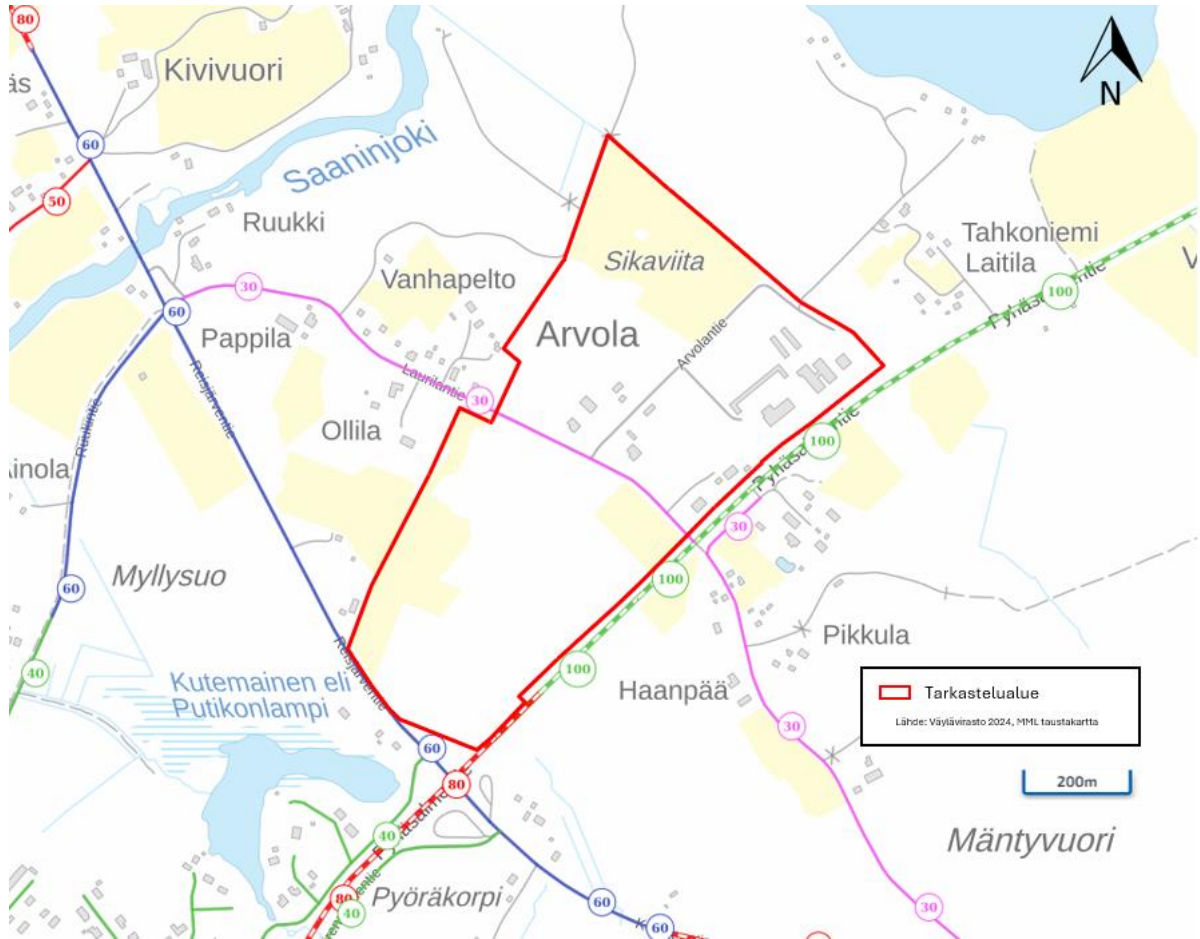 80
Kivivuori
60
N
Saaninjoki
50
Ruukki
Tahkoniemi
Laitila
Sikaviita
Vanhapelto
30
100
60
Pappila
Arvola
Arvolantie
Reisjärventie
Laurilantie
30
Ollila
100
30
Myllysuo
100
60
Pikkula
Reisjärventie
40
Kutemainen eli
Putikonlampi
100
Haanpää
Tarkastelualue
Lähde: Väylävirasto 2024, MML taustakartta
30
60
80
200m
40
Mäntyvuori
Pyöräkorpi
80
40
60
30
60